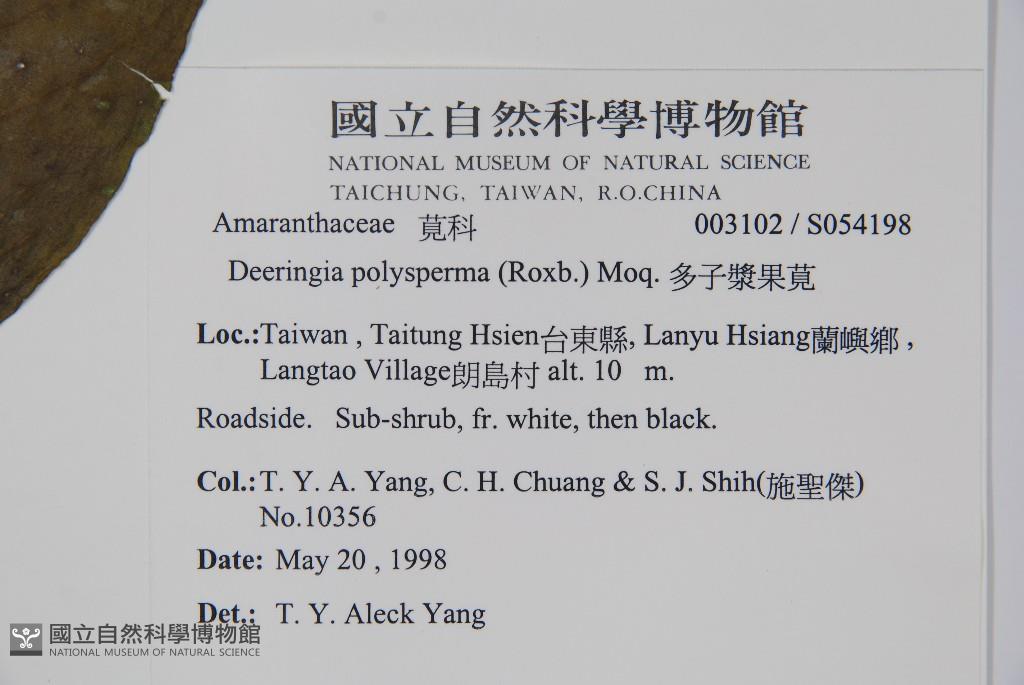 國立自然科學博物館
NATIONAL MUSEUM OF NATURAL SCIENCE
TAICHUNG, TAIWAN, R.O.CHINA
Amaranthaceae 莧科 003102 / S054198
Deeringia polysperma (Roxb.) Moq. 多子漿果莧
Loc.:Taiwan , Taitung Hsien台東縣, Lanyu Hsiang蘭嶼鄉 ,
Langtao Village朗島村 alt. 10 m.
Roadside. Sub-shrub, fr. white, then black.
Col.:T. Y. A. Yang, C. H. Chuang & S. J. Shih(施聖傑)
No.10356
Date: May 20 , 1998
Det.: T. Y. Aleck Yang
國立自然科學博物館
NATIONAL MUSEUM OF NATURAL SCIENCE